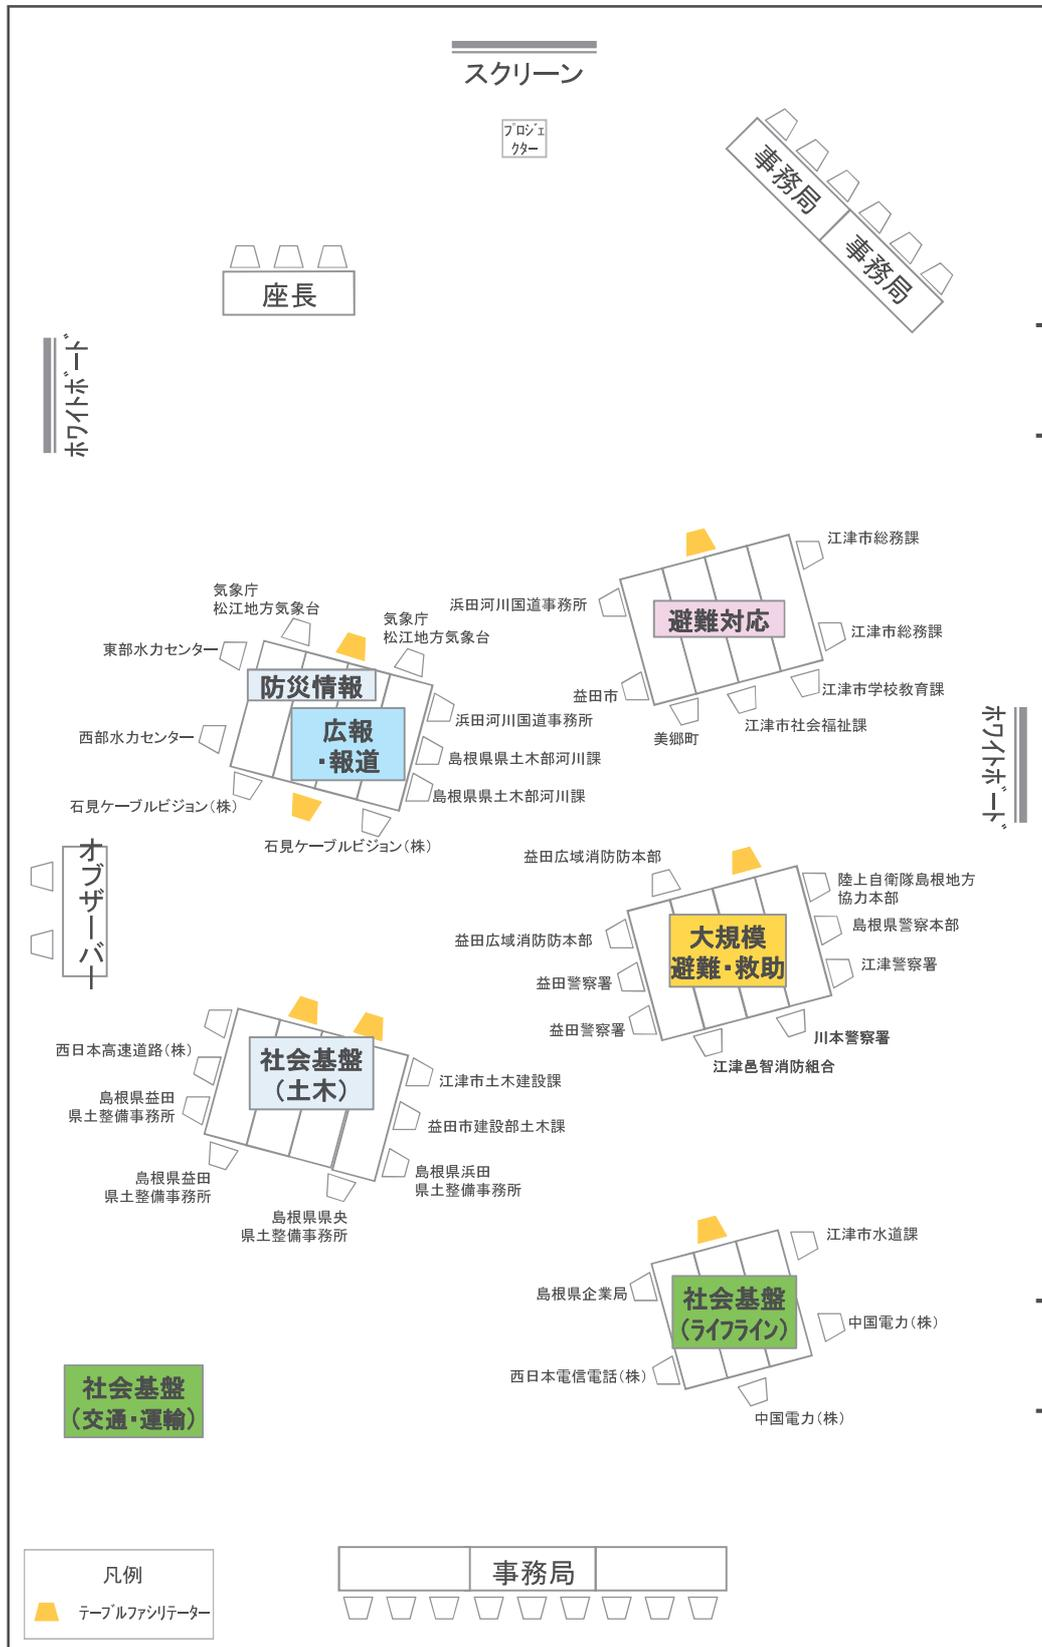 スクリーン
プロジェ
クター
事務局
事務局
座長
ホワイトボード
江津市総務課
浜田河川国道事務所
避難対応
江津市総務課
益田市
江津市学校教育課
江津市社会福祉課
美郷町
気象庁
松江地方気象台
気象庁
松江地方気象台
東部水力センター
防災情報
広報
・報道
浜田河川国道事務所
西部水力センター
島根県県土木部河川課
島根県県土木部河川課
石見ケーブルビジョン(株)
石見ケーブルビジョン(株)
ホワイトボード
オブザーバー
益田広域消防防本部
陸上自衛隊島根地方
協力本部
島根県警察本部
益田広域消防防本部
大規模
避難・救助
江津警察署
益田警察署
益田警察署
川本警察署
江津邑智消防組合
西日本高速道路(株)
社会基盤
(土木)
江津市土木建設課
島根県益田
県土整備事務所
益田市建設部土木課
島根県益田
県土整備事務所
島根県浜田
県土整備事務所
島根県県央
県土整備事務所
江津市水道課
島根県企業局
社会基盤
(ライフライン)
中国電力(株)
西日本電信電話(株)
中国電力(株)
社会基盤
(交通・運輸)
事務局
凡例
テーブルファシリテーター